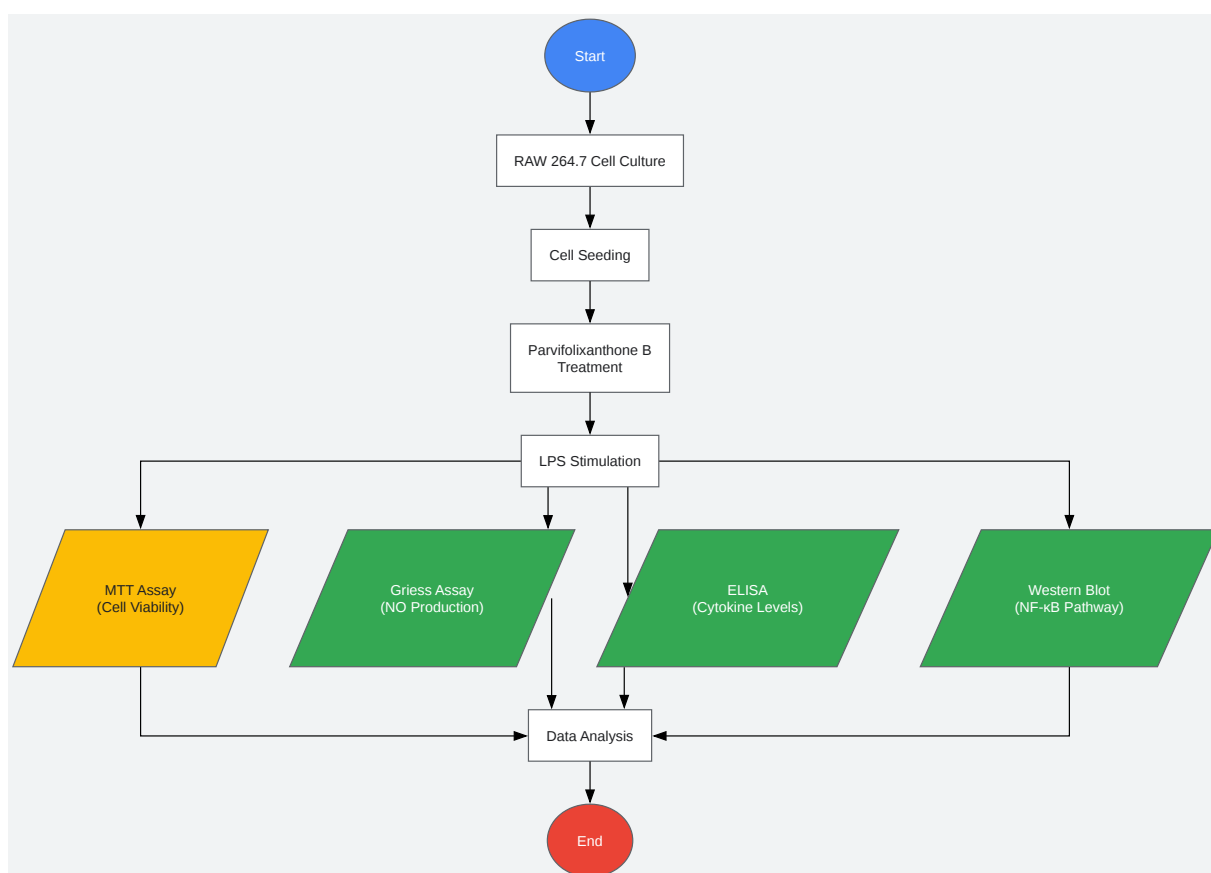 Start
RAW 264.7 Cell Culture
Cell Seeding
Parvifolixanthone B
Treatment
LPS Stimulation
MTT Assay
(Cell Viability)
Griess Assay
(NO Production)
ELISA
(Cytokine Levels)
Western Blot
(NF-κB Pathway)
Data Analysis
End